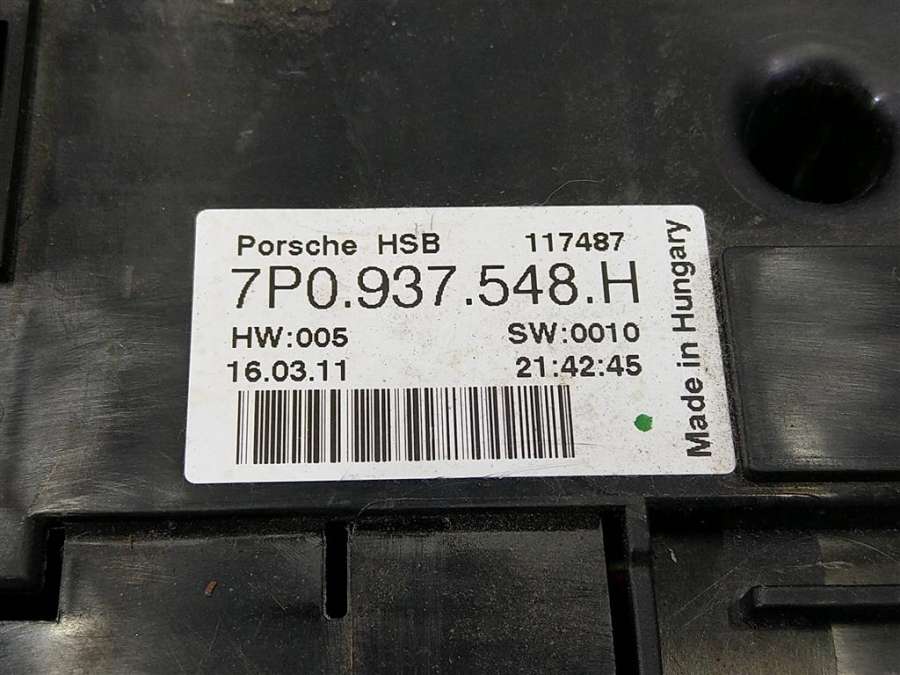 Porsche HSB 117487
7P0.937.548.H
HW:005 SW:0010
16.03.11 21:42:45
Made in Hungary